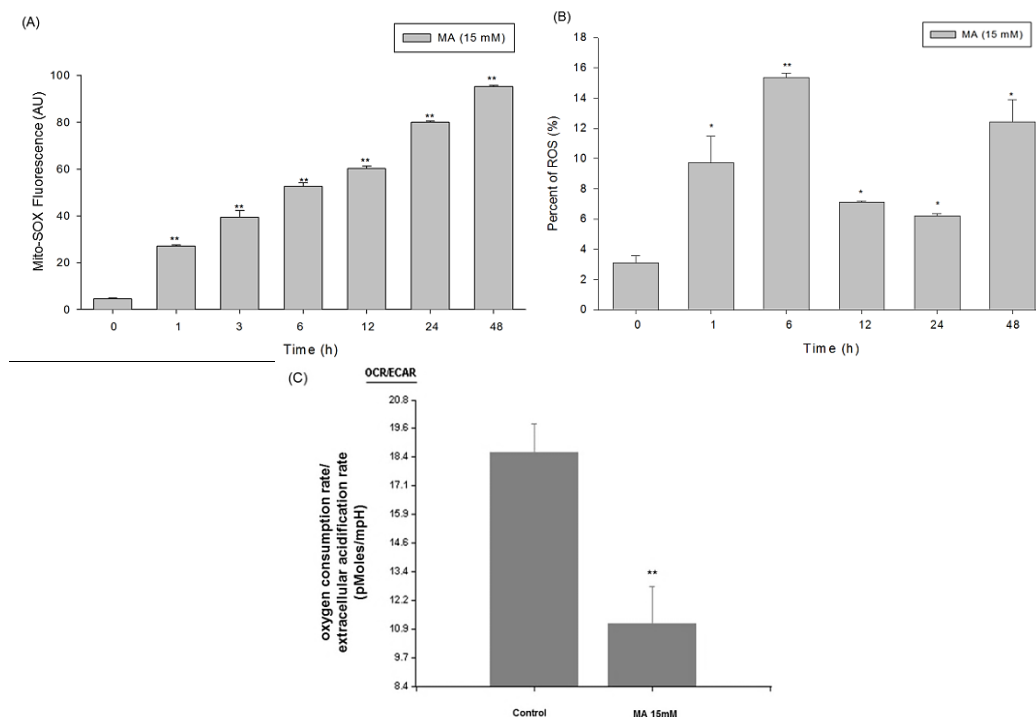 (A)
MA (15 mM)
Mito-SOX Fluorescence (AU)
100
80
60
40
20
0
**
**
**
**
**
**
0 1 3 6 12 24 48
Time (h)
(B)
MA (15 mM)
Percent of ROS (%)
18
16
14
12
10
8
6
4
2
0
*
**
*
*
*
0 1 6 12 24 48
Time (h)
(C)
OCR/ECAR
oxygen consumption rate/
extracellular acidification rate
(pMoles/mpH)
20.8
19.6
18.4
17.1
15.9
14.6
13.4
12.2
10.9
9.7
8.4
**
Control MA 15mM